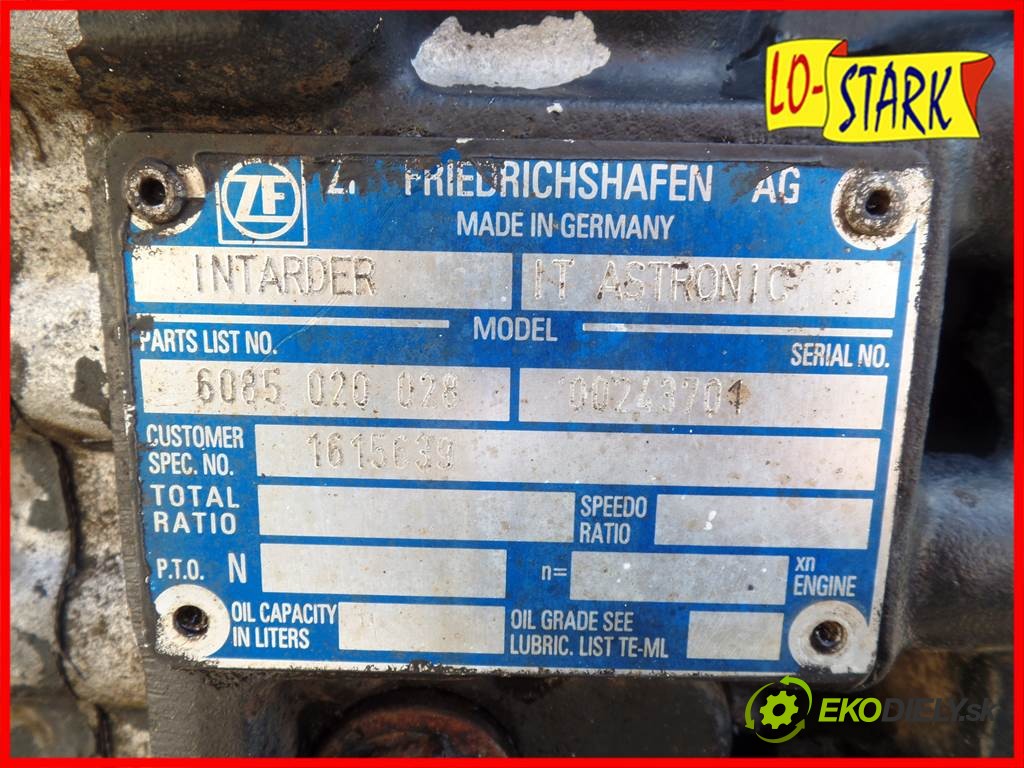 LO-STARK
ZF FRIEDRICHSHAFEN AG
MADE IN GERMANY
INTARDER IT ASTRONIC
MODEL
PARTS LIST NO. SERIAL NO.
6085 020 028 00243701
CUSTOMER
SPEC. NO. 1615639
TOTAL
RATIO
SPEEDO
RATIO
P.T.O. N n= xn
ENGINE
OIL CAPACITY
IN LITERS
OIL GRADE SEE
LUBRIC. LIST TE-ML
EKODIELY.sk